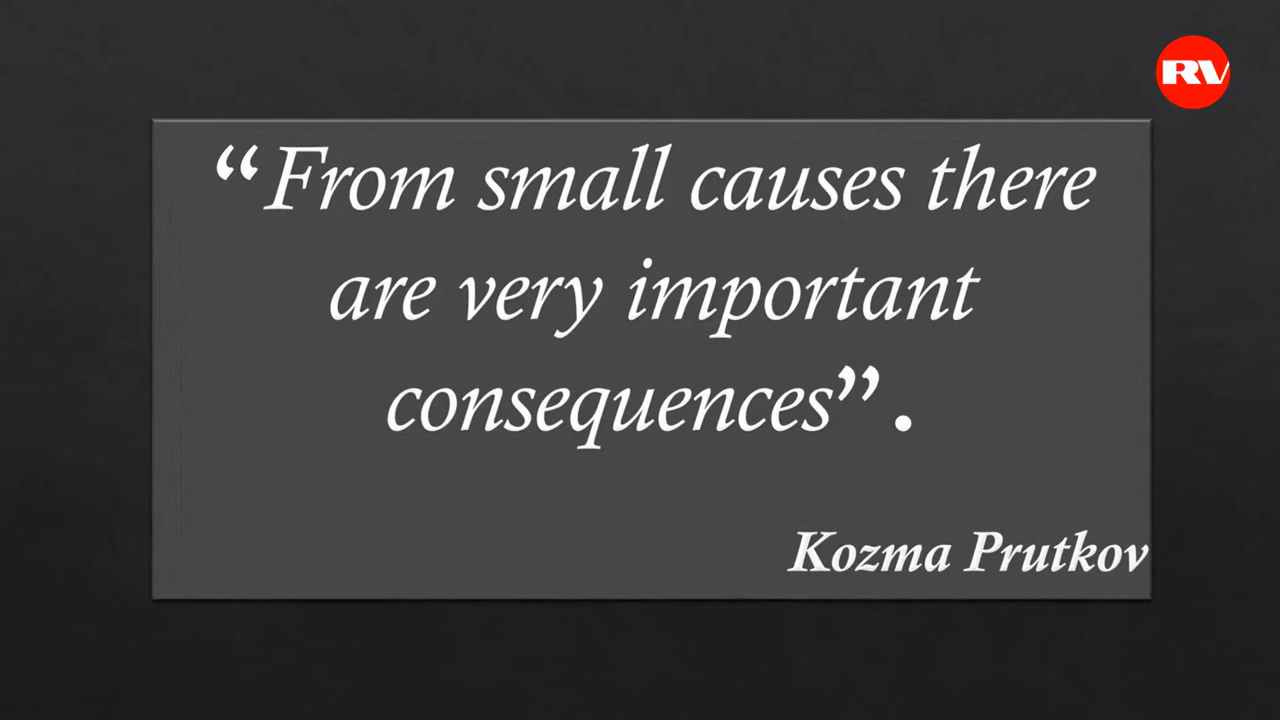 RV
“From small causes there
are very important
consequences”.
Kozma Prutkov